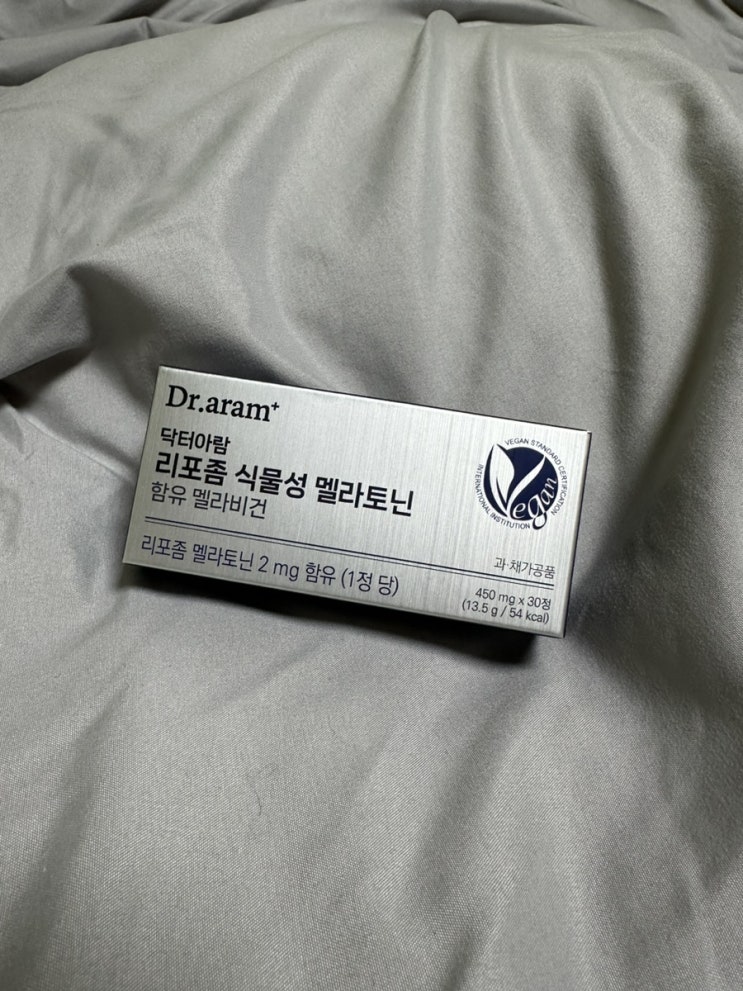 Dr.aram+
닥터아람
리포좀 식물성 멜라토닌
함유 멜라비건
리포좀 멜라토닌 2 mg 함유 (1정 당)
VEGAN STANDARD CERTIFICATION
INTERNATIONAL INSTITUTION
Vegan
과·채가공품
450 mg x 30정
(13.5 g / 54 kcal)